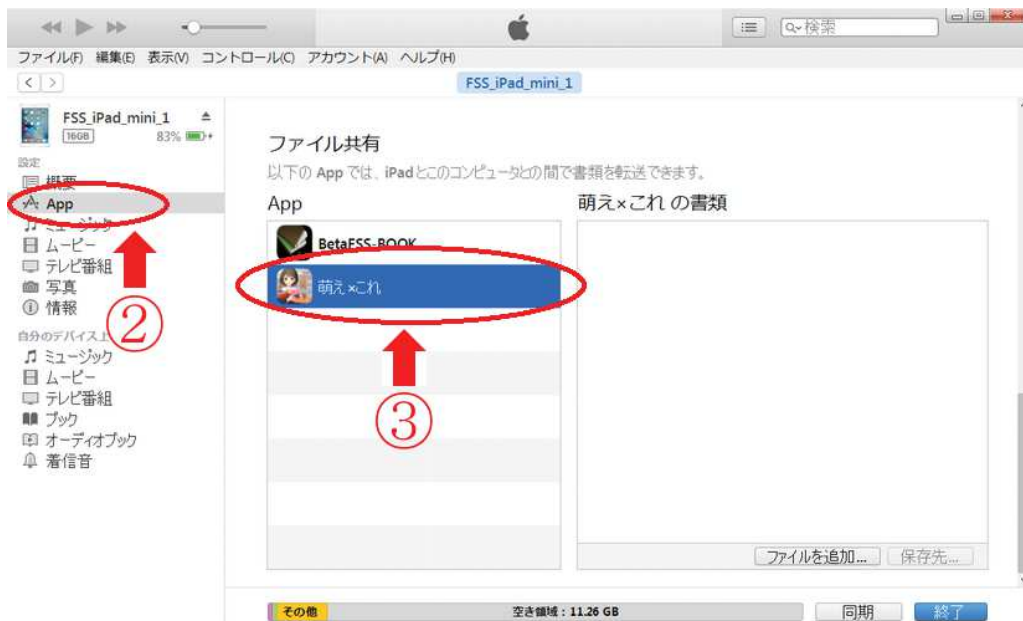 検索
ファイル(F) 編集(E) 表示(V) コントロール(C) アカウント(A) ヘルプ(H)
FSS_iPad_mini_1
FSS_iPad_mini_1
16GB 83%
設定
概要
App
ミュージック
ムービー
テレビ番組
写真
情報
②
自分のデバイス上
ミュージック
ムービー
テレビ番組
ブック
オーディオブック
着信音
ファイル共有
以下の App では、iPadとこのコンピュータとの間で書類を転送できます。
App
BetaFSS-BOOK
萌え×これ
③
萌え×これ の書類
ファイルを追加... 保存先...
その他 空き領域:11.26 GB 同期 終了